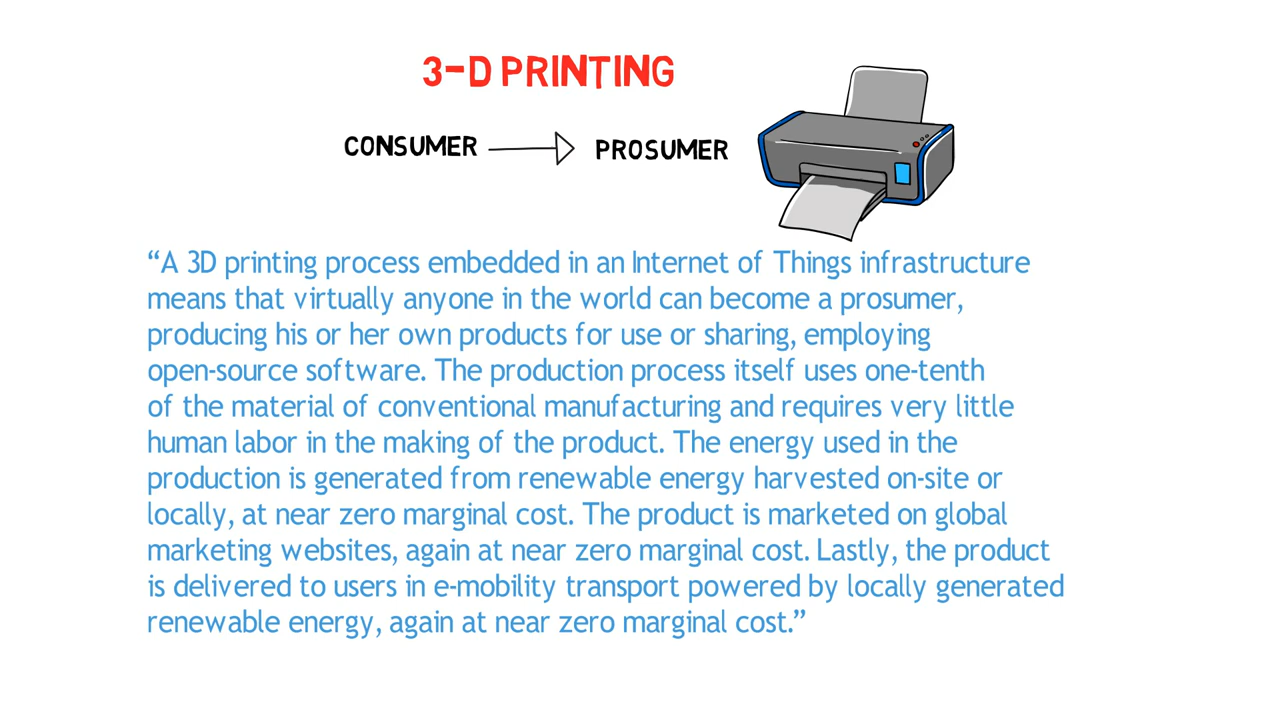 3-D PRINTING
CONSUMER PROSUMER
“A 3D printing process embedded in an Internet of Things infrastructure
means that virtually anyone in the world can become a prosumer,
producing his or her own products for use or sharing, employing
open-source software. The production process itself uses one-tenth
of the material of conventional manufacturing and requires very little
human labor in the making of the product. The energy used in the
production is generated from renewable energy harvested on-site or
locally, at near zero marginal cost. The product is marketed on global
marketing websites, again at near zero marginal cost. Lastly, the product
is delivered to users in e-mobility transport powered by locally generated
renewable energy, again at near zero marginal cost.”